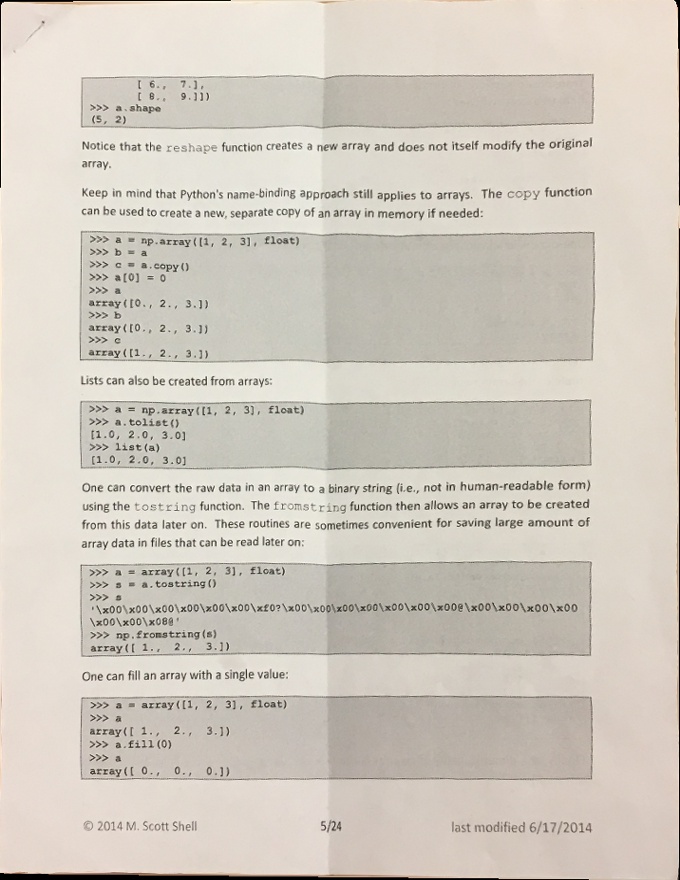 [ 6.,  7.],
[ 8.,  9.]])
>>> a.shape
(5, 2)
Notice that the reshape function creates a new array and does not itself modify the original
array.
Keep in mind that Python's name-binding approach still applies to arrays. The copy function
can be used to create a new, separate copy of an array in memory if needed:
>>> a = np.array([1, 2, 3], float)
>>> b = a
>>> c = a.copy()
>>> a[0] = 0
>>> a
array([0., 2., 3.])
>>> b
array([0., 2., 3.])
>>> c
array([1., 2., 3.])
Lists can also be created from arrays:
>>> a = np.array([1, 2, 3], float)
>>> a.tolist()
[1.0, 2.0, 3.0]
>>> list(a)
[1.0, 2.0, 3.0]
One can convert the raw data in an array to a binary string (i.e., not in human-readable form)
using the tostring function. The fromstring function then allows an array to be created
from this data later on. These routines are sometimes convenient for saving large amount of
array data in files that can be read later on:
>>> a = array([1, 2, 3], float)
>>> s = a.tostring()
>>> s
'\x00\x00\x00\x00\x00\x00\xf0?\x00\x00\x00\x00\x00\x00\x00@\x00\x00\x00\x00
\x00\x00\x08@'
>>> np.fromstring(s)
array([ 1.,  2.,  3.])
One can fill an array with a single value:
>>> a = array([1, 2, 3], float)
>>> a
array([ 1.,  2.,  3.])
>>> a.fill(0)
>>> a
array([ 0.,  0.,  0.])
© 2014 M. Scott Shell 5/24 last modified 6/17/2014